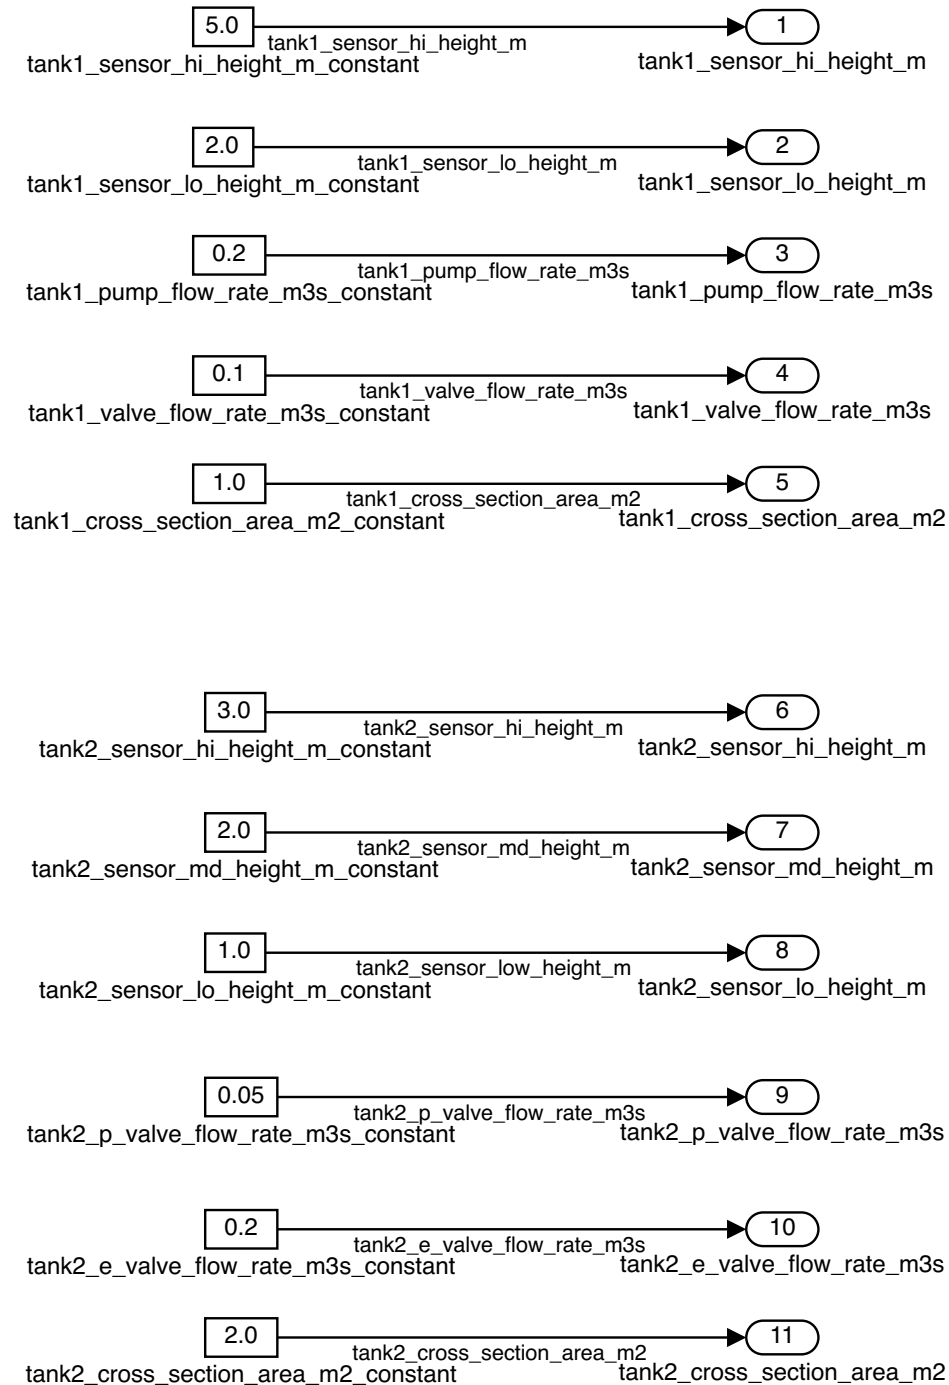 5.0
tank1_sensor_hi_height_m
1
tank1_sensor_hi_height_m_constant
tank1_sensor_hi_height_m
2.0
tank1_sensor_lo_height_m
2
tank1_sensor_lo_height_m_constant
tank1_sensor_lo_height_m
0.2
tank1_pump_flow_rate_m3s
3
tank1_pump_flow_rate_m3s_constant
tank1_pump_flow_rate_m3s
0.1
tank1_valve_flow_rate_m3s
4
tank1_valve_flow_rate_m3s_constant
tank1_valve_flow_rate_m3s
1.0
tank1_cross_section_area_m2
5
tank1_cross_section_area_m2_constant
tank1_cross_section_area_m2
3.0
tank2_sensor_hi_height_m
6
tank2_sensor_hi_height_m_constant
tank2_sensor_hi_height_m
2.0
tank2_sensor_md_height_m
7
tank2_sensor_md_height_m_constant
tank2_sensor_md_height_m
1.0
tank2_sensor_low_height_m
8
tank2_sensor_lo_height_m_constant
tank2_sensor_lo_height_m
0.05
tank2_p_valve_flow_rate_m3s
9
tank2_p_valve_flow_rate_m3s_constant
tank2_p_valve_flow_rate_m3s
0.2
tank2_e_valve_flow_rate_m3s
10
tank2_e_valve_flow_rate_m3s_constant
tank2_e_valve_flow_rate_m3s
2.0
tank2_cross_section_area_m2
11
tank2_cross_section_area_m2_constant
tank2_cross_section_area_m2